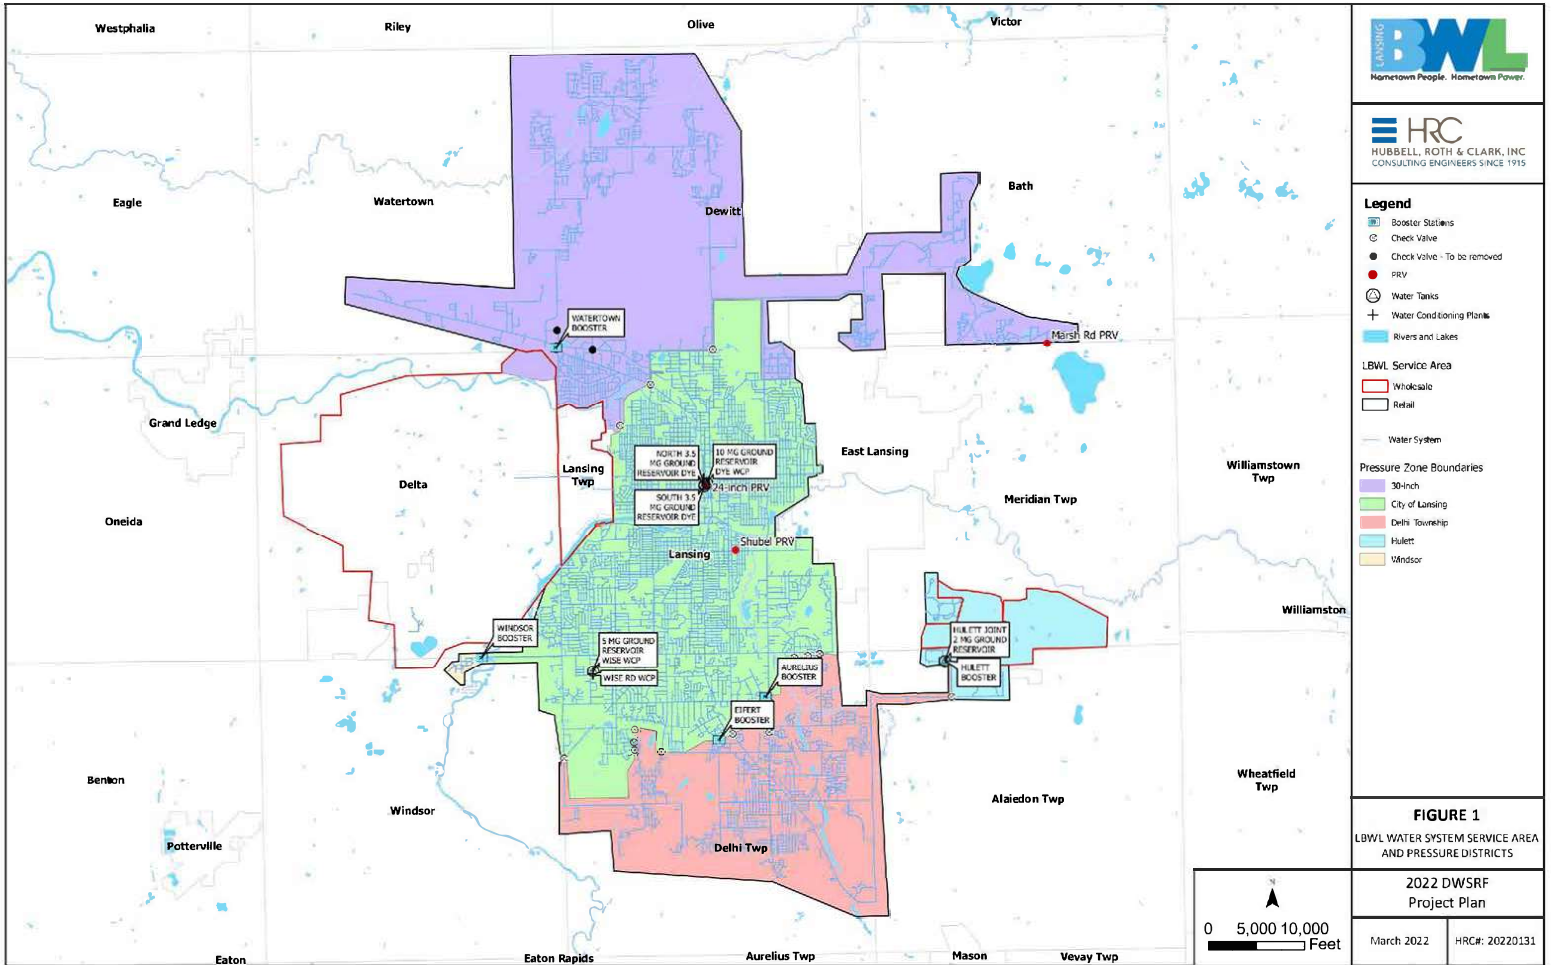 Westphalia
Riley
Olive
Victor
Eagle
Watertown
Dewitt
Bath
WATERTOWN
BOOSTER
Marsh Rd PRV
Grand Ledge
Delta
Lansing
Twp
NORTH 3.5
MG GROUND
RESERVOIR DYE
10 MG GROUND
RESERVOIR
DYE WCP
24-inch PRV
SOUTH 3.5
MG GROUND
RESERVOIR DYE
East Lansing
Meridian Twp
Williamstown
Twp
Oneida
Lansing
Shubel PRV
Williamston
WINDSOR
BOOSTER
5 MG GROUND
RESERVOIR
WISE WCP
WISE RD WCP
AURELIUS
BOOSTER
EIFERT
BOOSTER
HULETT JOINT
2 MG GROUND
RESERVOIR
HULETT
BOOSTER
Benton
Windsor
Potterville
Delhi Twp
Alaiedon Twp
Wheatfield
Twp
Eaton
Eaton Rapids
Aurelius Twp
Mason
Vevay Twp
N
0 5,000 10,000
Feet
LANSING
BWL
Hometown People. Hometown Power.
HRC
HUBBELL, ROTH & CLARK, INC
CONSULTING ENGINEERS SINCE 1915
Legend
Booster Stations
Check Valve
Check Valve - To be removed
PRV
Water Tanks
Water Conditioning Plants
Rivers and Lakes
LBWL Service Area
Wholesale
Retail
Water System
Pressure Zone Boundaries
30-Inch
City of Lansing
Delhi Township
Hulett
Windsor
FIGURE 1
LBWL WATER SYSTEM SERVICE AREA
AND PRESSURE DISTRICTS
2022 DWSRF
Project Plan
March 2022
HRC#: 20220131